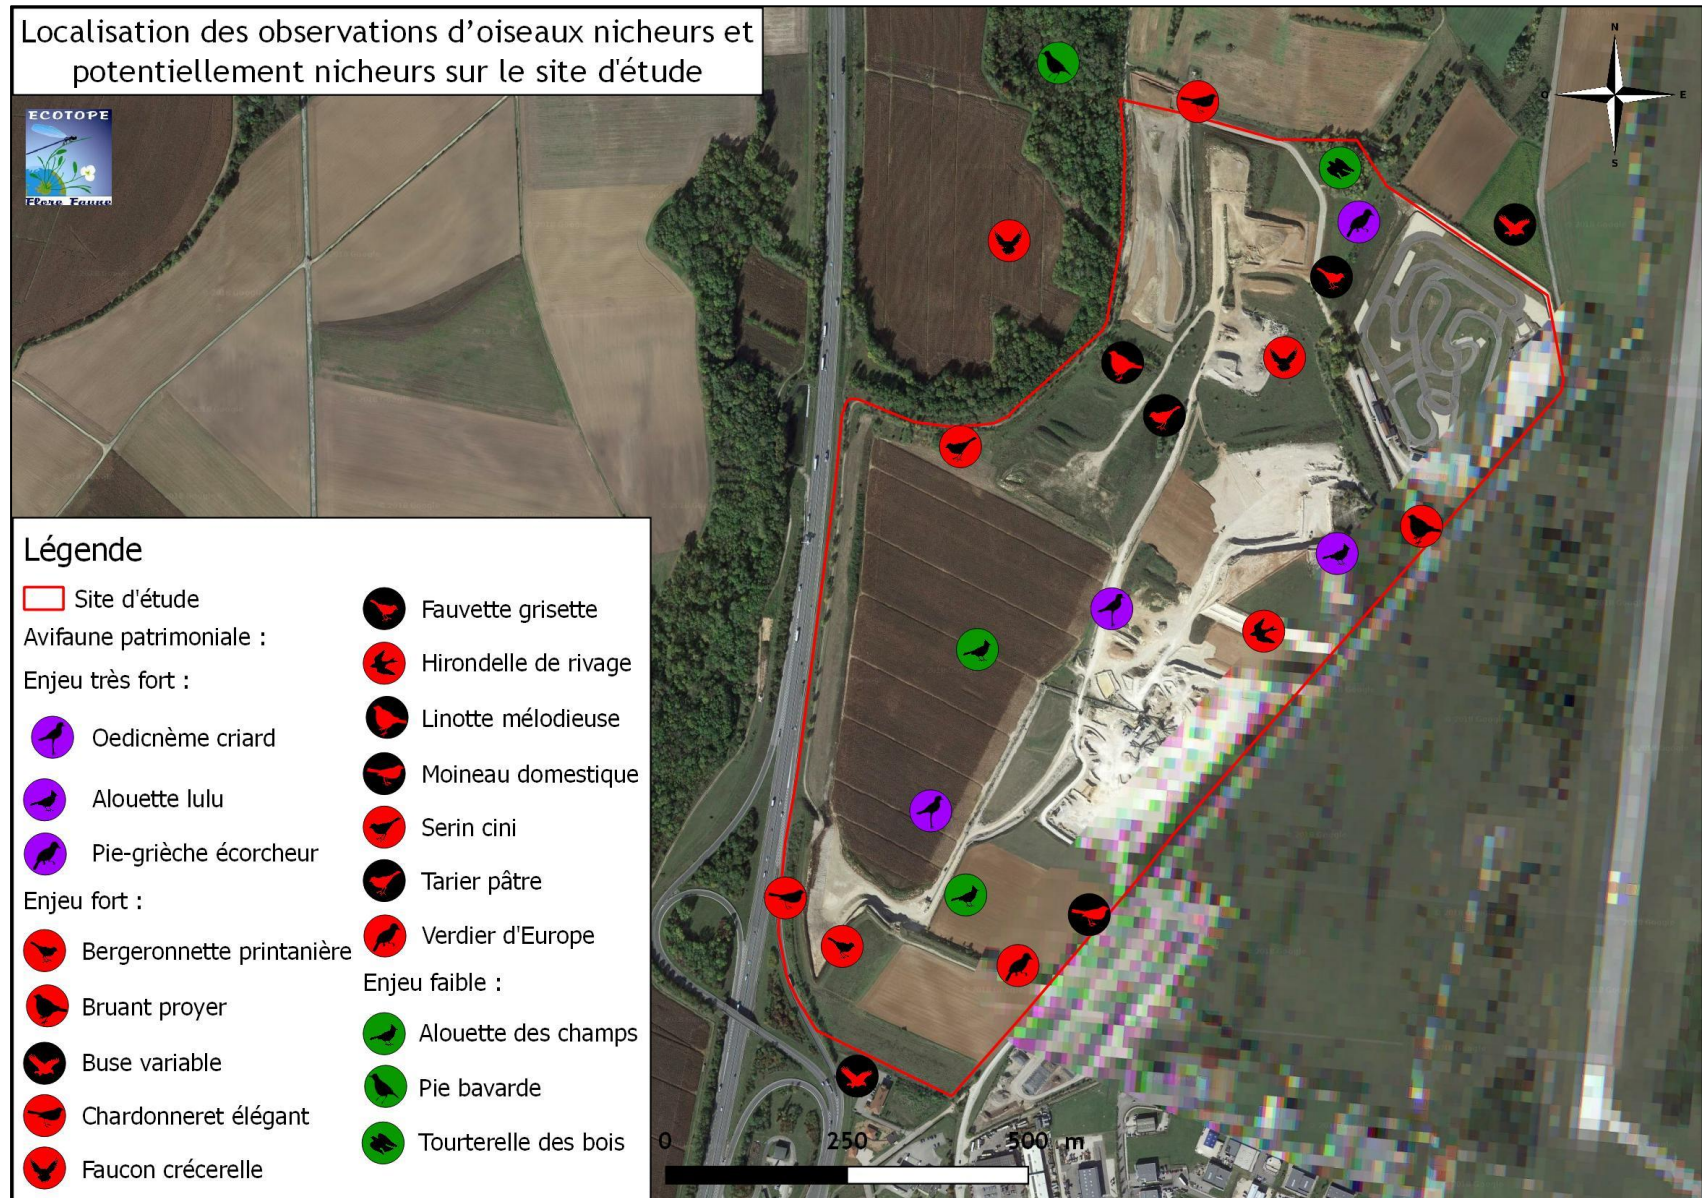 Localisation des observations d’oiseaux nicheurs et
potentiellement nicheurs sur le site d'étude
ECOTOPE
Flore Faune
N
O
E
S
Légende
Site d'étude
Avifaune patrimoniale :
Enjeu très fort :
Oedicnème criard
Alouette lulu
Pie-grièche écorcheur
Enjeu fort :
Bergeronnette printanière
Bruant proyer
Buse variable
Chardonneret élégant
Faucon crécerelle
Fauvette grisette
Hirondelle de rivage
Linotte mélodieuse
Moineau domestique
Serin cini
Tarier pâtre
Verdier d'Europe
Enjeu faible :
Alouette des champs
Pie bavarde
Tourterelle des bois
0 250 500 m